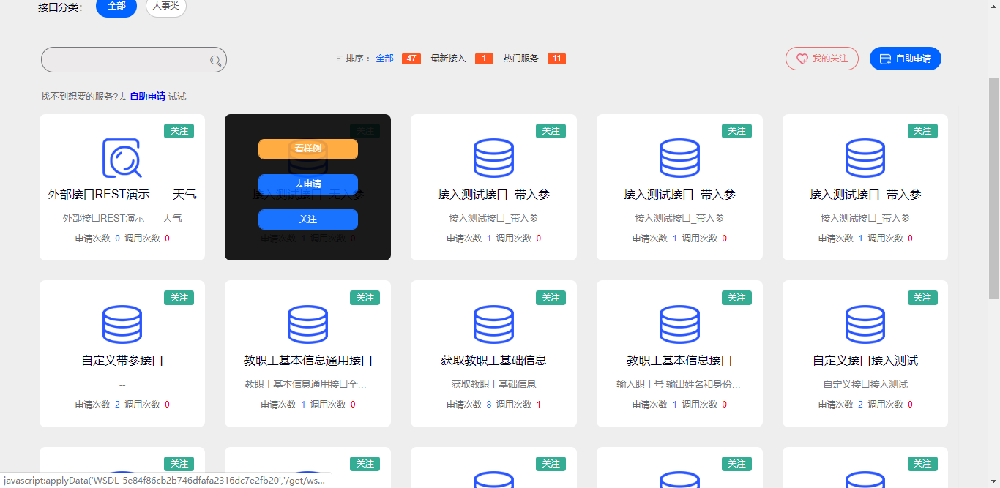 接口分类： 全部 人事类
排序： 全部 47 最新接入 1 热门服务 11 我的关注 自助申请
找不到想要的服务?去 自助申请 试试
关注
外部接口REST演示——天气
外部接口REST演示——天气
申请次数 0 调用次数 0
关注
看样例
去申请
接入测试接口_无入参
关注
申请次数 1 调用次数 0
关注
接入测试接口_带入参
接入测试接口_带入参
申请次数 1 调用次数 0
关注
接入测试接口_带入参
接入测试接口_带入参
申请次数 1 调用次数 0
关注
接入测试接口_带入参
接入测试接口_带入参
申请次数 1 调用次数 0
关注
自定义带参接口
--
申请次数 2 调用次数 0
关注
教职工基本信息通用接口
教职工基本信息通用接口全...
申请次数 1 调用次数 0
关注
获取教职工基础信息
获取教职工基础信息
申请次数 8 调用次数 1
关注
教职工基本信息接口
输入职工号 输出姓名和身份...
申请次数 1 调用次数 0
关注
自定义接口接入测试
自定义接口接入测试
申请次数 2 调用次数 0
关注
关注
关注
关注
关注
javascript:applyData('WSDL-5e84f86cb2b746dfafa2316dc7e2fb20','/get/ws...